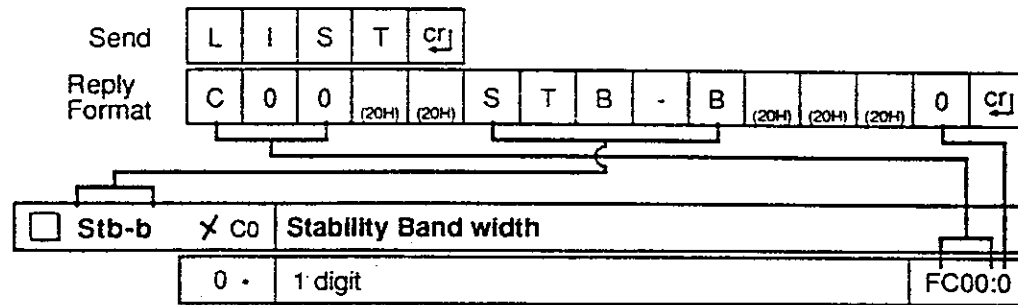 Send L I S T cr↵
Reply Format C 0 0 (20H) (20H) S T B - B (20H) (20H) (20H) 0 cr↵
☐ Stb-b ✗ C0 Stability Band width
0 · 1 digit FC00:0